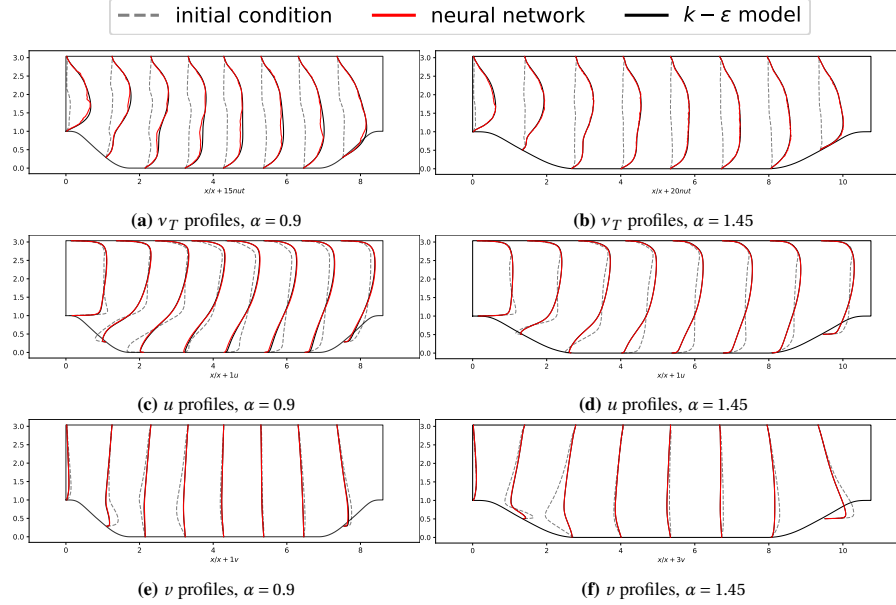 initial condition neural network k − ε model
3.0 2.5 2.0 1.5 1.0 0.5 0.0
0 2 4 6 8
x/x + 15nut
(a) ν_T profiles, α = 0.9
3.0 2.5 2.0 1.5 1.0 0.5 0.0
0 2 4 6 8 10
x/x + 20nut
(b) ν_T profiles, α = 1.45
3.0 2.5 2.0 1.5 1.0 0.5 0.0
0 2 4 6 8
x/x + 1u
(c) u profiles, α = 0.9
3.0 2.5 2.0 1.5 1.0 0.5 0.0
0 2 4 6 8 10
x/x + 1u
(d) u profiles, α = 1.45
3.0 2.5 2.0 1.5 1.0 0.5 0.0
0 2 4 6 8
x/x + 1v
(e) v profiles, α = 0.9
3.0 2.5 2.0 1.5 1.0 0.5 0.0
0 2 4 6 8 10
x/x + 3v
(f) v profiles, α = 1.45